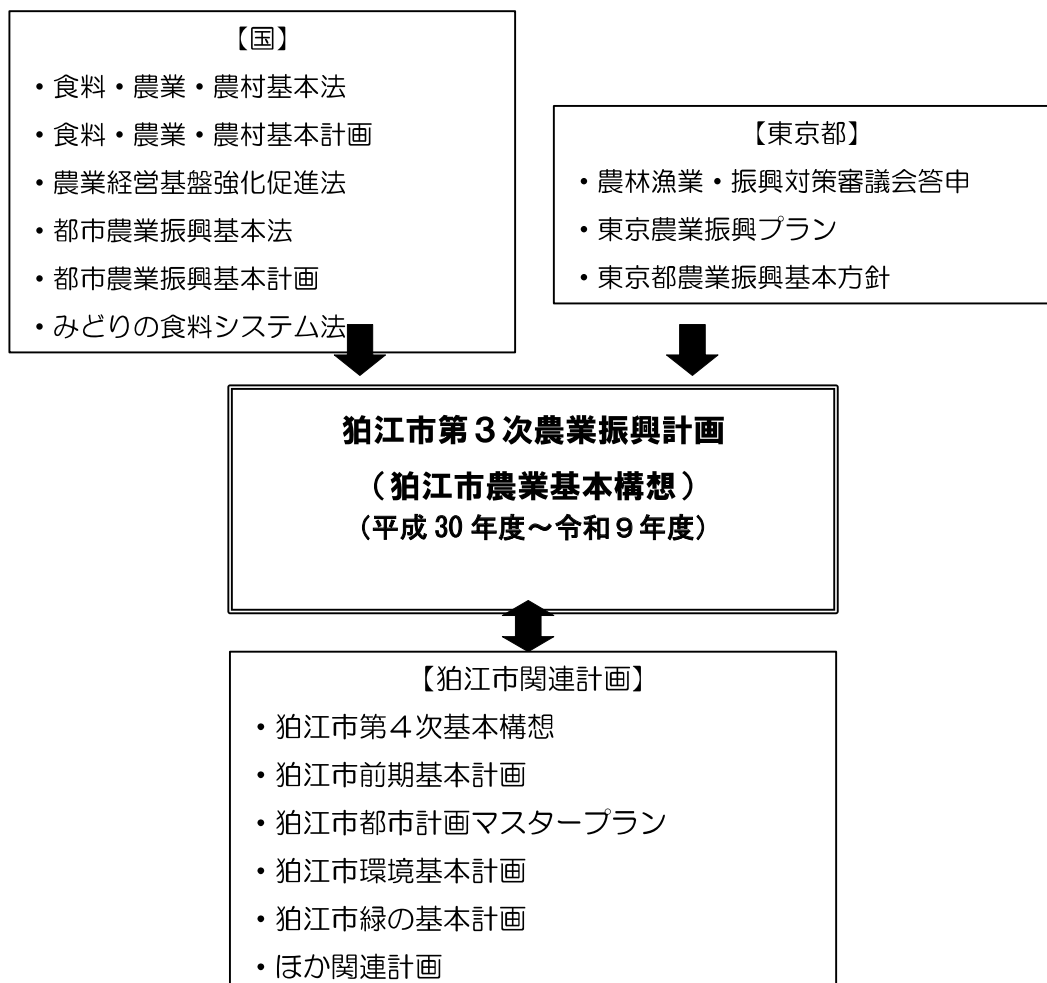 【国】
・食料・農業・農村基本法
・食料・農業・農村基本計画
・農業経営基盤強化促進法
・都市農業振興基本法
・都市農業振興基本計画
・みどりの食料システム法
【東京都】
・農林漁業・振興対策審議会答申
・東京農業振興プラン
・東京都農業振興基本方針
狛江市第３次農業振興計画
（狛江市農業基本構想）
（平成 30 年度～令和９年度）
【狛江市関連計画】
・狛江市第４次基本構想
・狛江市前期基本計画
・狛江市都市計画マスタープラン
・狛江市環境基本計画
・狛江市緑の基本計画
・ほか関連計画